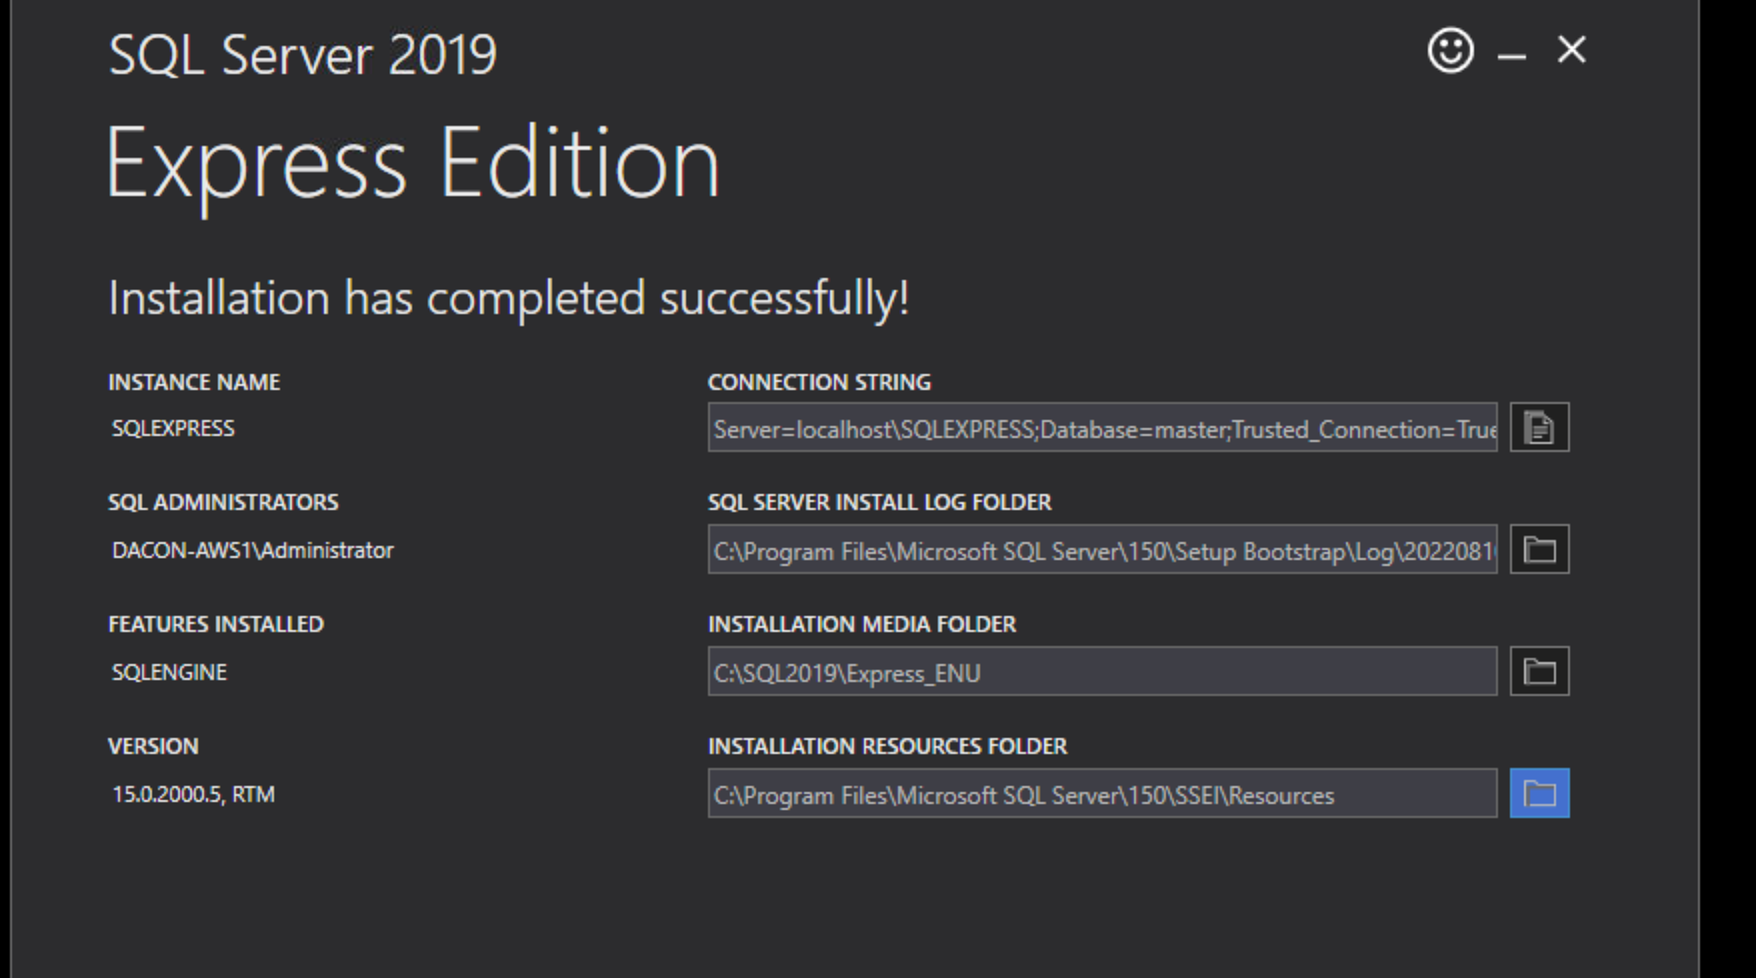 SQL Server 2019
Express Edition
Installation has completed successfully!
INSTANCE NAME
SQLEXPRESS
CONNECTION STRING
Server=localhost\SQLEXPRESS;Database=master;Trusted_Connection=True
SQL ADMINISTRATORS
DACON-AWS1\Administrator
SQL SERVER INSTALL LOG FOLDER
C:\Program Files\Microsoft SQL Server\150\Setup Bootstrap\Log\2022081
FEATURES INSTALLED
SQLENGINE
INSTALLATION MEDIA FOLDER
C:\SQL2019\Express_ENU
VERSION
15.0.2000.5, RTM
INSTALLATION RESOURCES FOLDER
C:\Program Files\Microsoft SQL Server\150\SSEI\Resources